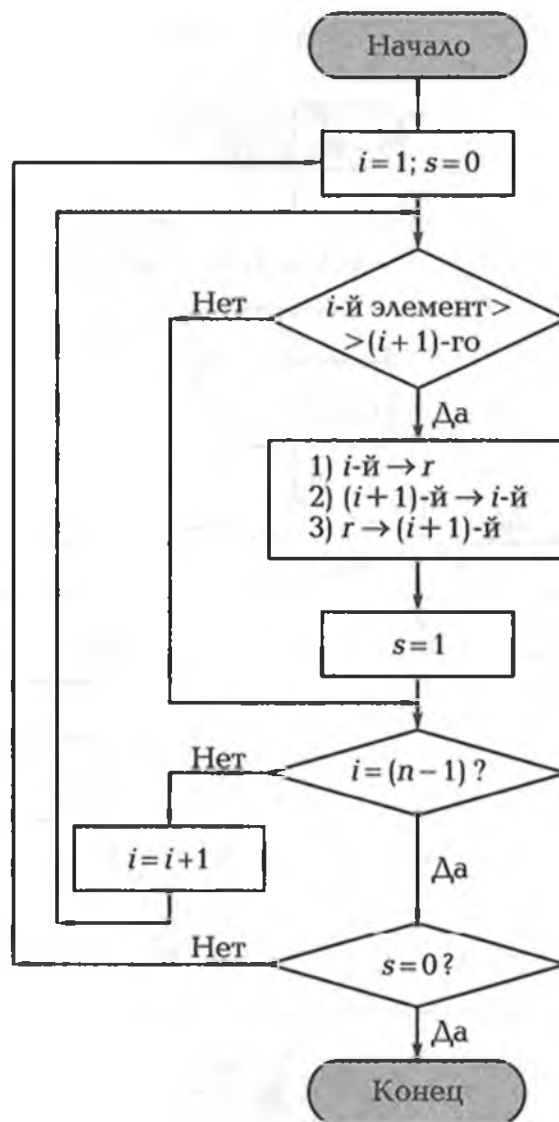 Начало
i = 1; s = 0
Нет
i-й элемент >
> (i + 1)-го
Да
1) i-й → r
2) (i + 1)-й → i-й
3) r → (i + 1)-й
s = 1
Нет
i = (n − 1) ?
i = i + 1
Да
Нет
s = 0 ?
Да
Конец